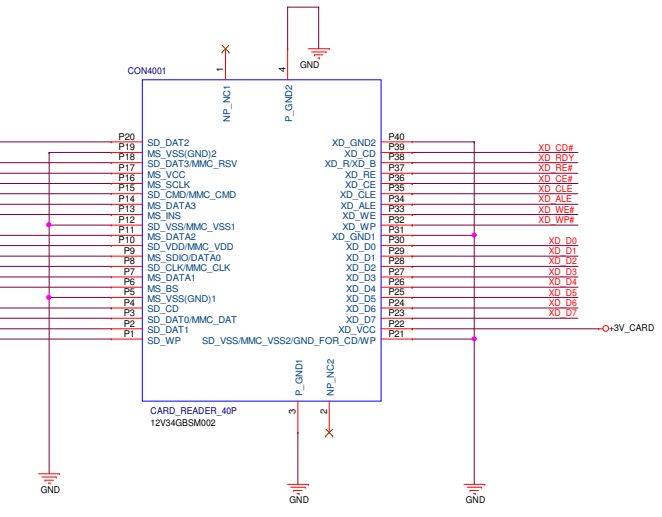 GND
CON4001
1
4
NP_NC1
P_GND2
P20 SD_DAT2 XD_GND2 P40
P19 MS_VSS(GND)2 XD_CD P39 XD_CD#
P18 SD_DAT3/MMC_RSV XD_R/XD_B P38 XD_RDY
P17 MS_VCC XD_RE P37 XD_RE#
P16 MS_SCLK XD_CE P36 XD_CE#
P15 SD_CMD/MMC_CMD XD_CLE P35 XD_CLE
P14 MS_DATA3 XD_ALE P34 XD_ALE
P13 MS_INS XD_WE P33 XD_WE#
P12 SD_VSS/MMC_VSS1 XD_WP P32 XD_WP#
P11 MS_DATA2 XD_GND1 P31
P10 SD_VDD/MMC_VDD XD_D0 P30 XD_D0
P9 MS_SDIO/DATA0 XD_D1 P29 XD_D1
P8 SD_CLK/MMC_CLK XD_D2 P28 XD_D2
P7 MS_DATA1 XD_D3 P27 XD_D3
P6 MS_BS XD_D4 P26 XD_D4
P5 MS_VSS(GND)1 XD_D5 P25 XD_D5
P4 SD_CD XD_D6 P24 XD_D6
P3 SD_DAT0/MMC_DAT XD_D7 P23 XD_D7
P2 SD_DAT1 XD_VCC P22 +3V_CARD
P1 SD_WP SD_VSS/MMC_VSS2/GND_FOR_CD/WP P21
P_GND1
NP_NC2
3
2
CARD_READER_40P
12V34GBSM002
GND
GND
GND